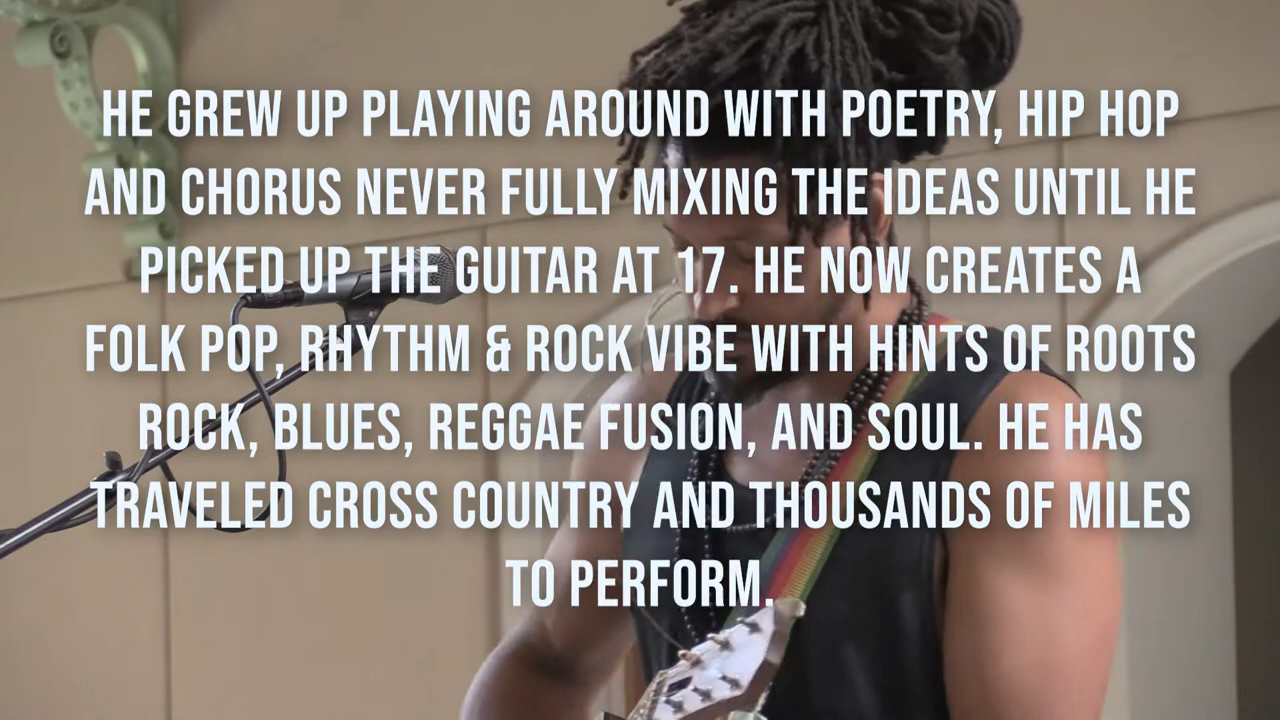 HE GREW UP PLAYING AROUND WITH POETRY, HIP HOP
AND CHORUS NEVER FULLY MIXING THE IDEAS UNTIL HE
PICKED UP THE GUITAR AT 17. HE NOW CREATES A
FOLK POP, RHYTHM & ROCK VIBE WITH HINTS OF ROOTS
ROCK, BLUES, REGGAE FUSION, AND SOUL. HE HAS
TRAVELED CROSS COUNTRY AND THOUSANDS OF MILES
TO PERFORM.